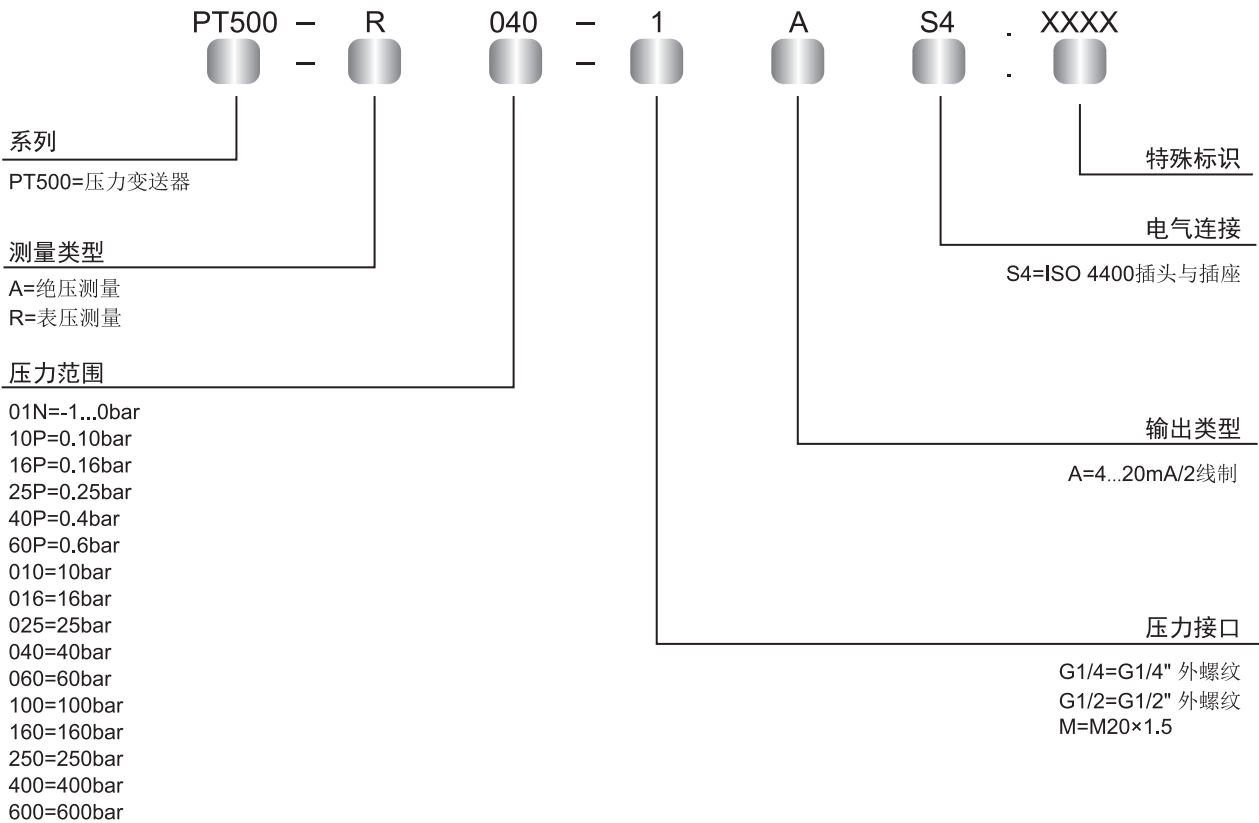 PT500 – R 040 – 1 A S4 . XXXX
– – .
系列
PT500=压力变送器
测量类型
A=绝压测量
R=表压测量
压力范围
01N=-1...0bar
10P=0.10bar
16P=0.16bar
25P=0.25bar
40P=0.4bar
60P=0.6bar
010=10bar
016=16bar
025=25bar
040=40bar
060=60bar
100=100bar
160=160bar
250=250bar
400=400bar
600=600bar
特殊标识
电气连接
S4=ISO 4400插头与插座
输出类型
A=4...20mA/2线制
压力接口
G1/4=G1/4" 外螺纹
G1/2=G1/2" 外螺纹
M=M20×1.5